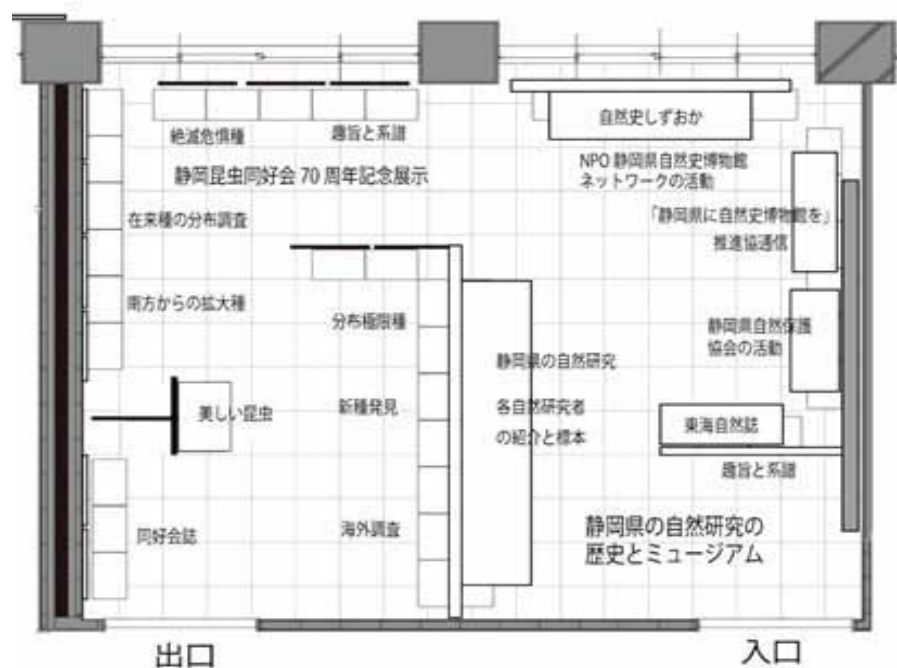 絶滅危惧種
趣旨と系譜
静岡昆虫同好会 70 周年記念展示
在来種の分布調査
南方からの拡大種
美しい昆虫
同好会誌
分布極限種
新種発見
海外調査
自然史しずおか
NPO 静岡県自然史博物館
ネットワークの活動
「静岡県に自然史博物館を」
推進協通信
静岡県自然保護
協会の活動
静岡県の自然研究
各自然研究者
の紹介と標本
東海自然誌
趣旨と系譜
静岡県の自然研究の
歴史とミュージアム
出口
入口